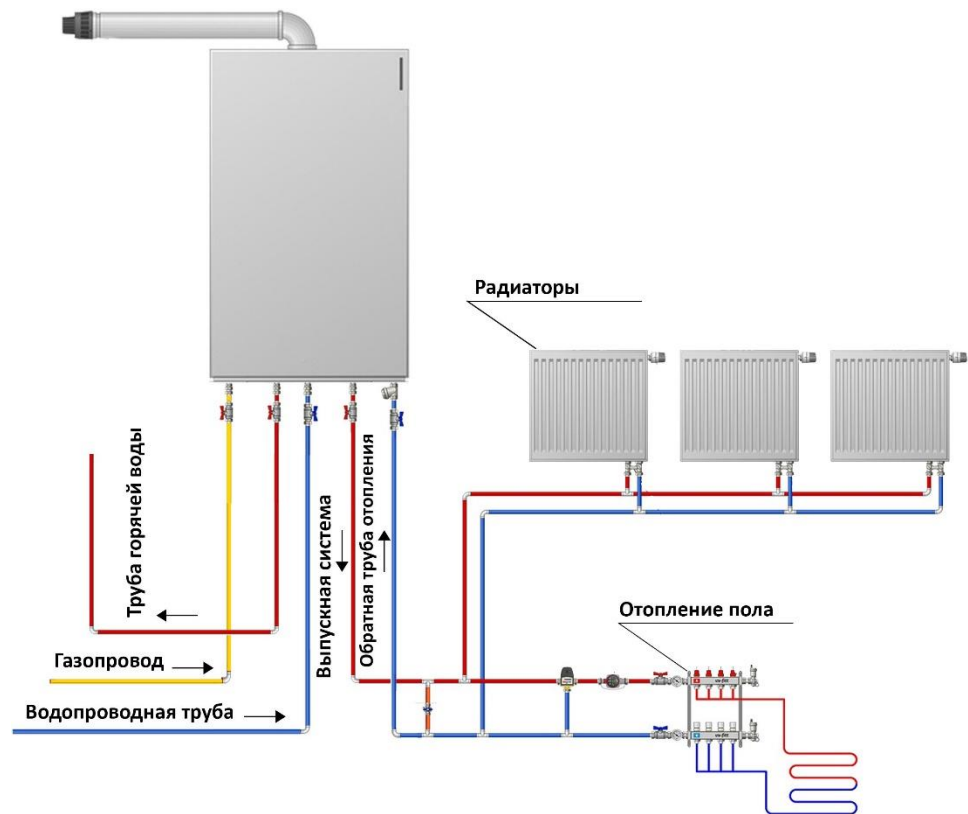 Радиаторы
Труба горячей воды
Выпускная система
Обратная труба отопления
Отопление пола
Газопровод
Водопроводная труба